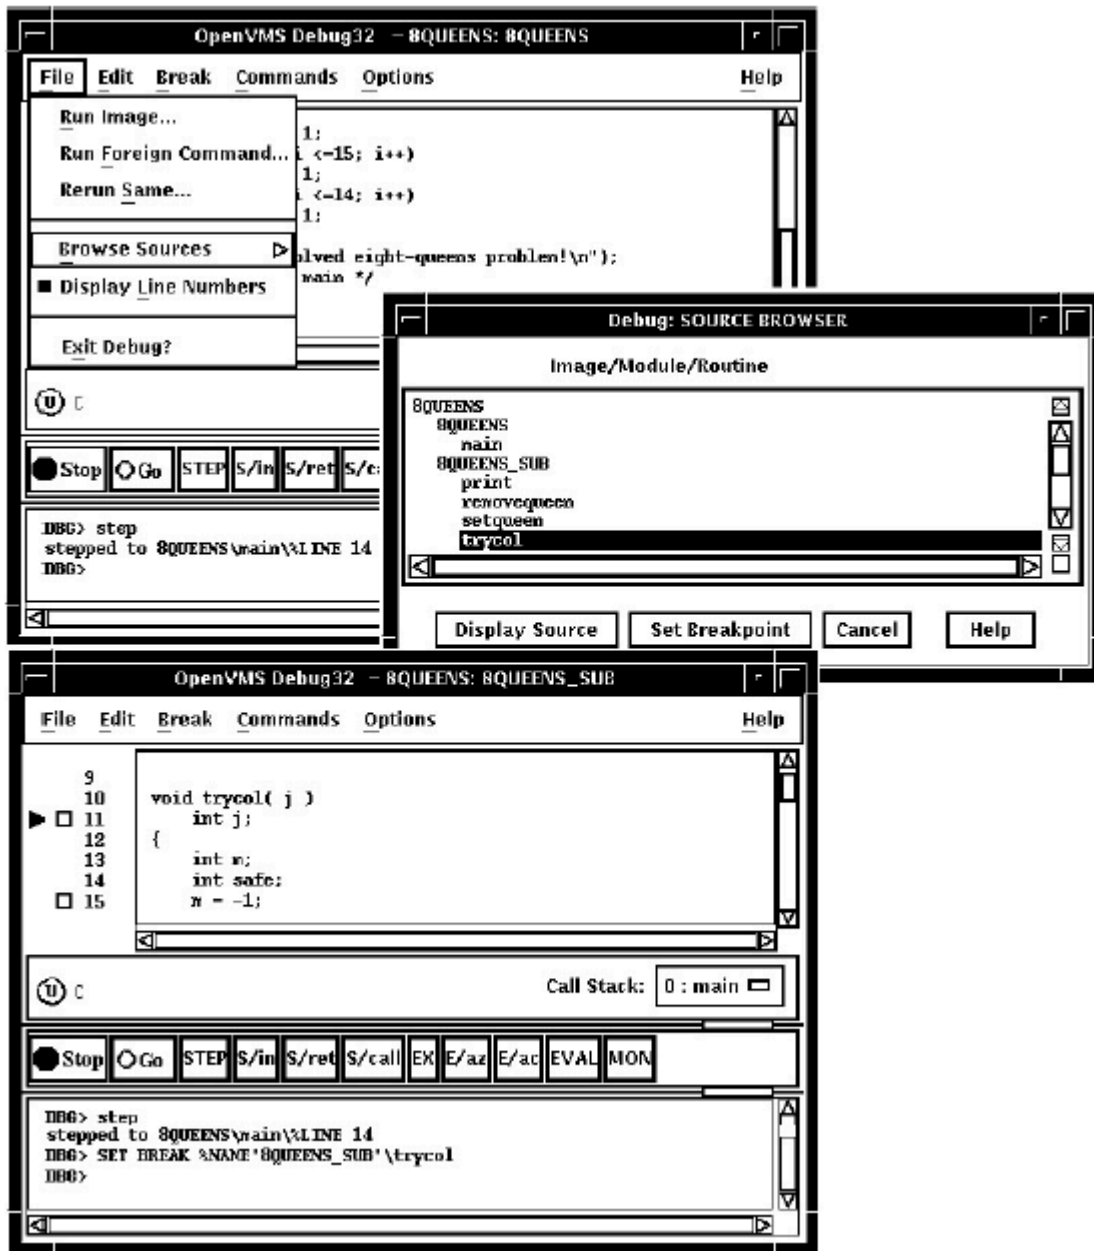 OpenVMS Debug32 - 8QUEENS: 8QUEENS
File Edit Break Commands Options Help
Run Image...
Run Foreign Command...
Rerun Same...
Browse Sources
Display Line Numbers
Exit Debug?
1;
i <=15; i++)
1;
i <=14; i++)
1;
olved eight-queens problem!\n");
main */
U C
Stop Go STEP S/in S/ret S/c
DBG> step
stepped to 8QUEENS\main\%LINE 14
DBG>
Debug: SOURCE BROWSER
Image/Module/Routine
8QUEENS
8QUEENS
main
8QUEENS_SUB
print
removequeen
setqueen
trycol
Display Source Set Breakpoint Cancel Help
OpenVMS Debug32 - 8QUEENS: 8QUEENS_SUB
File Edit Break Commands Options Help
9
10 void trycol( j )
11 int j;
12 {
13 int m;
14 int safe;
15 m = -1;
U C Call Stack: 0 : main
Stop Go STEP S/in S/ret S/call EX E/az E/ac EVAL MON
DBG> step
stepped to 8QUEENS\main\%LINE 14
DBG> SET BREAK %NAME'8QUEENS_SUB'\trycol
DBG>